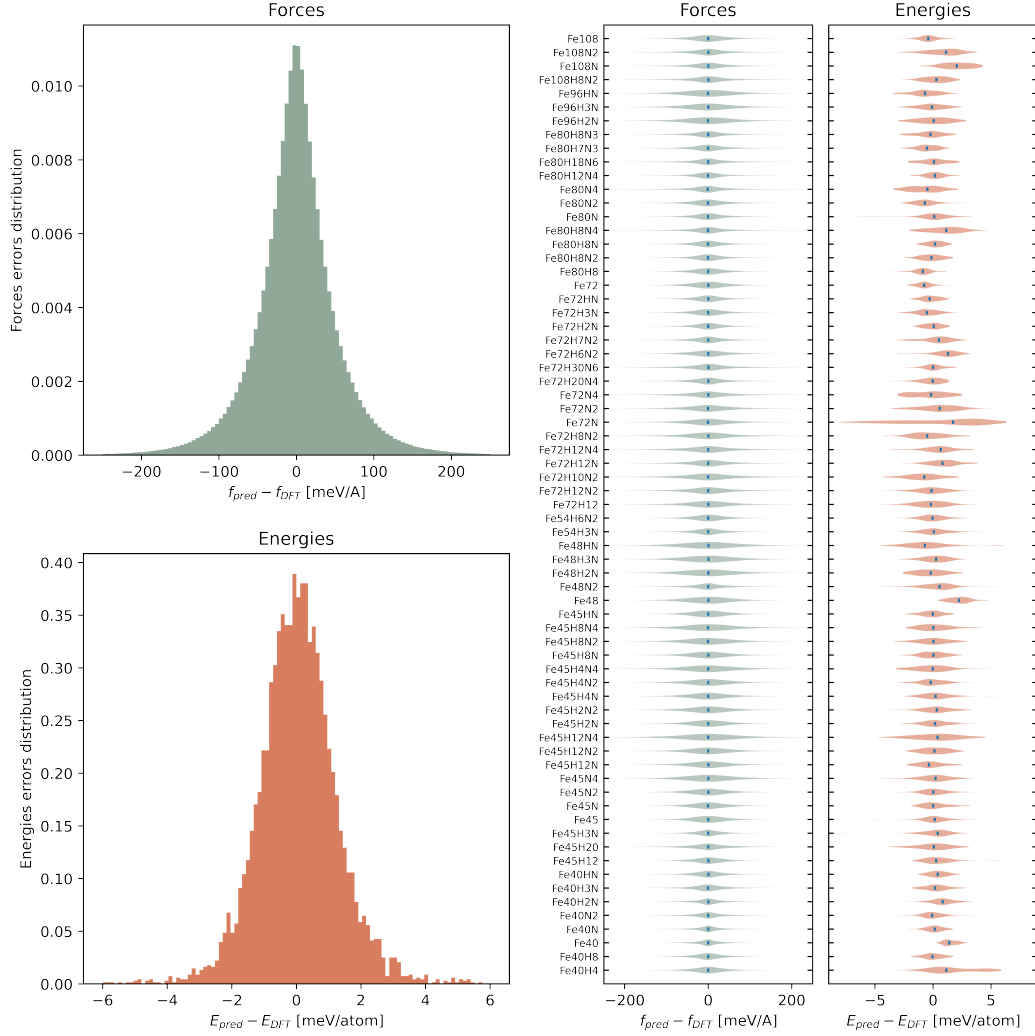 Forces
0.010
0.008
0.006
0.004
0.002
0.000
Forces errors distribution
−200
−100
0
100
200
f_pred − f_DFT [meV/A]
Energies
0.40
0.35
0.30
0.25
0.20
0.15
0.10
0.05
0.00
Energies errors distribution
−6
−4
−2
0
2
4
6
E_pred − E_DFT [meV/atom]
Forces
Fe108
Fe108N2
Fe108N
Fe108H8N2
Fe96HN
Fe96H3N
Fe96H2N
Fe80H8N3
Fe80H7N3
Fe80H18N6
Fe80H12N4
Fe80N4
Fe80N2
Fe80N
Fe80H8N4
Fe80H8N
Fe80H8N2
Fe80H8
Fe72
Fe72HN
Fe72H3N
Fe72H2N
Fe72H7N2
Fe72H6N2
Fe72H30N6
Fe72H20N4
Fe72N4
Fe72N2
Fe72N
Fe72H8N2
Fe72H12N4
Fe72H12N
Fe72H10N2
Fe72H12N2
Fe72H12
Fe54H6N2
Fe54H3N
Fe48HN
Fe48H3N
Fe48H2N
Fe48N2
Fe48
Fe45HN
Fe45H8N4
Fe45H8N2
Fe45H8N
Fe45H4N4
Fe45H4N2
Fe45H4N
Fe45H2N2
Fe45H2N
Fe45H12N4
Fe45H12N2
Fe45H12N
Fe45N4
Fe45N2
Fe45N
Fe45
Fe45H3N
Fe45H20
Fe45H12
Fe40HN
Fe40H3N
Fe40H2N
Fe40N2
Fe40N
Fe40
Fe40H8
Fe40H4
−200
0
200
f_pred − f_DFT [meV/A]
Energies
−5
0
5
E_pred − E_DFT [meV/atom]